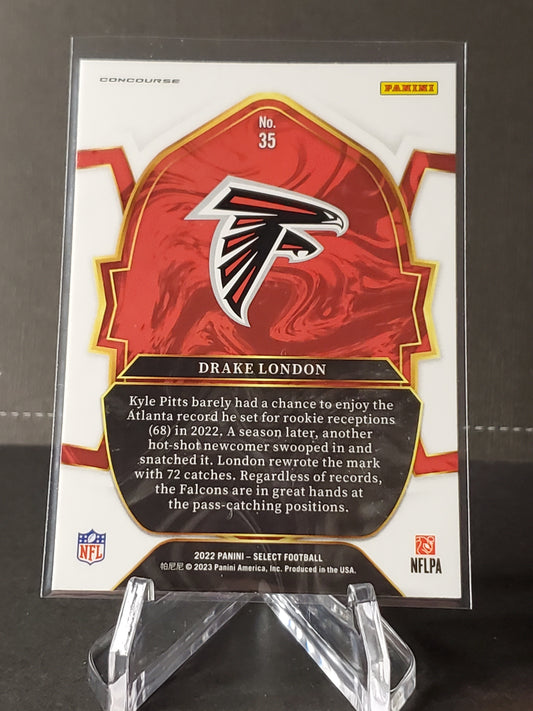 CONCOURSE
PANINI
No.
35
DRAKE LONDON
Kyle Pitts barely had a chance to enjoy the
Atlanta record he set for rookie receptions
(68) in 2022. A season later, another
hot-shot newcomer swooped in and
snatched it. London rewrote the mark
with 72 catches. Regardless of records,
the Falcons are in great hands at
the pass-catching positions.
NFL
2022 PANINI – SELECT FOOTBALL
帕尼尼 © 2023 Panini America, Inc. Produced in the USA.
NFLPA